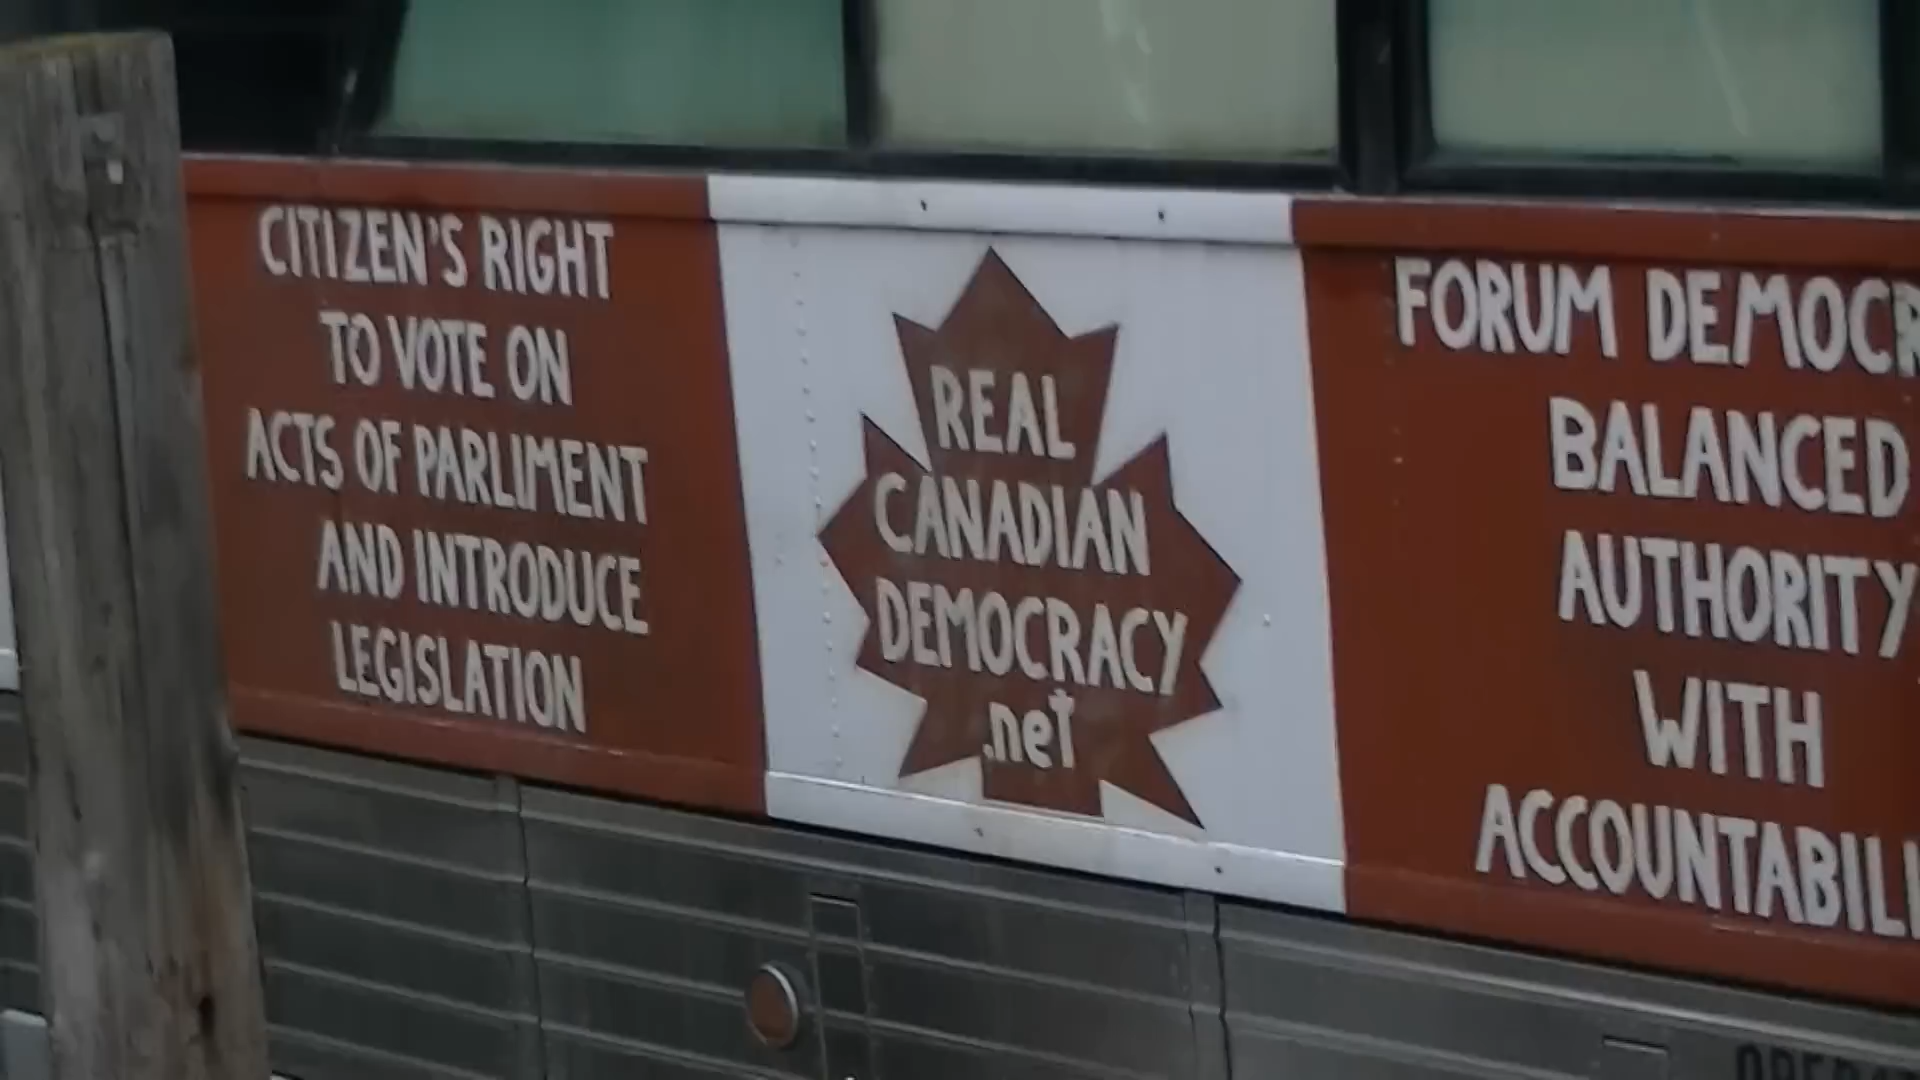 CITIZEN'S RIGHT
TO VOTE ON
ACTS OF PARLIMENT
AND INTRODUCE
LEGISLATION
REAL
CANADIAN
DEMOCRACY
.net
FORUM DEMOCR
BALANCED
AUTHORITY
WITH
ACCOUNTABILI